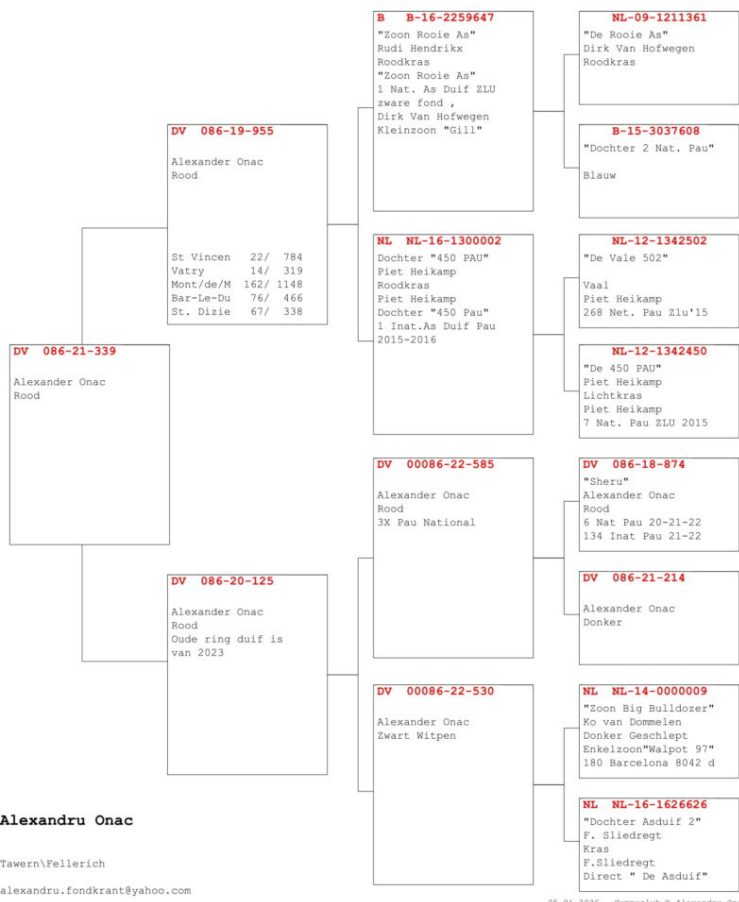 DV 086-21-339
Alexander Onac
Rood
DV 086-19-955
Alexander Onac
Rood
St Vincen 22/ 784
Vatry 14/ 319
Mont/de/M 162/ 1148
Bar-Le-Du 76/ 466
St. Dizie 67/ 338
DV 086-20-125
Alexander Onac
Rood
Oude ring duif is
van 2023
B B-16-2259647
"Zoon Rooie As"
Rudi Hendrikx
Roodkras
"Zoon Rooie As"
1 Nat. As Duif ZLU
zware fond ,
Dirk Van Hofwegen
Kleinzoon "Gill"
NL NL-16-1300002
Dochter "450 PAU"
Piet Heikamp
Roodkras
Piet Heikamp
Dochter "450 Pau"
1 Inat.As Duif Pau
2015-2016
DV 00086-22-585
Alexander Onac
Rood
3X Pau National
DV 00086-22-530
Alexander Onac
Zwart Witpen
NL-09-1211361
"De Rooie As"
Dirk Van Hofwegen
Roodkras
B-15-3037608
"Dochter 2 Nat. Pau"
Blauw
NL-12-1342502
"De Vale 502"
Vaal
Piet Heikamp
268 Net. Pau Zlu'15
NL-12-1342450
"De 450 PAU"
Piet Heikamp
Lichtkras
Piet Heikamp
7 Nat. Pau ZLU 2015
DV 086-18-874
"Sheru"
Alexander Onac
Rood
6 Nat Pau 20-21-22
134 Inat Pau 21-22
DV 086-21-214
Alexander Onac
Donker
NL NL-14-0000009
"Zoon Big Bulldozer"
Ko van Dommelen
Donker Geschlept
Enkelzoon"Walpot 97"
180 Barcelona 8042 d
NL NL-16-1626626
"Dochter Asduif 2"
F. Sliedregt
Kras
F.Sliedregt
Direct " De Asduif"
Alexandru Onac
Tawern\Fellerich
alexandru.fondkrant@yahoo.com